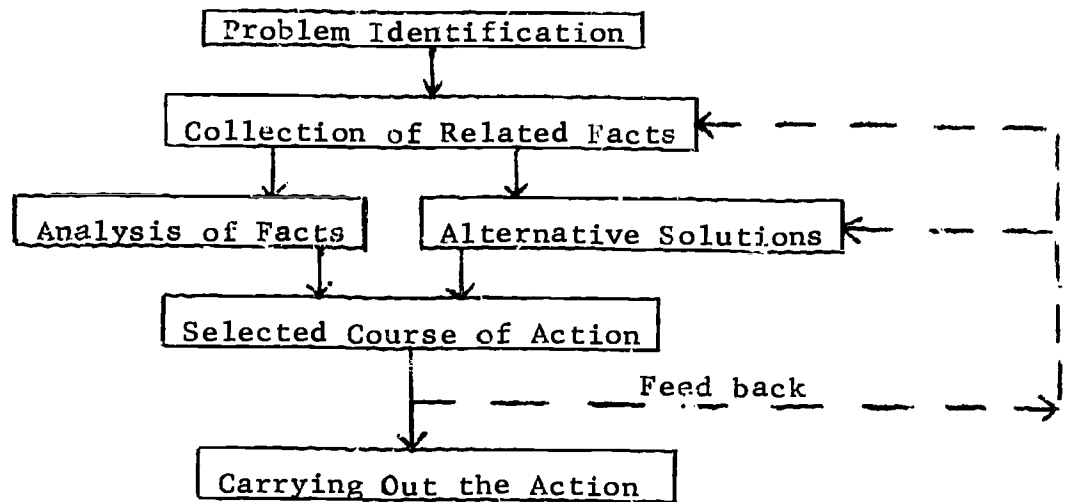 Problem Identification
Collection of Related Facts
Analysis of Facts
Alternative Solutions
Selected Course of Action
Feed back
Carrying Out the Action